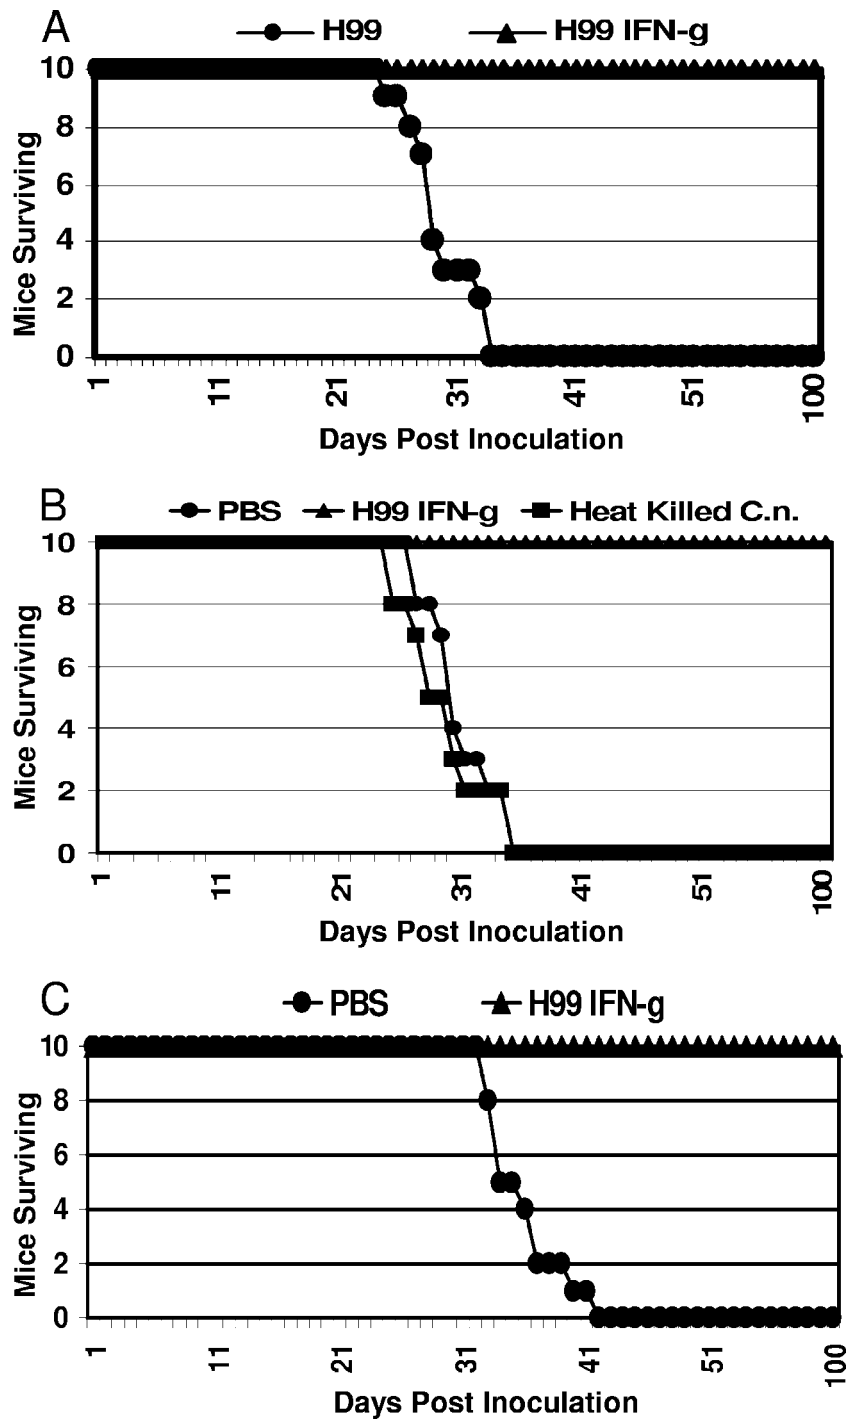 A
H99 H99 IFN-g
10
8
6
4
2
0
Mice Surviving
1 11 21 31 41 51 100
Days Post Inoculation
B
PBS H99 IFN-g Heat Killed C.n.
10
8
6
4
2
0
Mice Surviving
1 11 21 31 41 51 100
Days Post Inoculation
C
PBS H99 IFN-g
10
8
6
4
2
0
Mice Surviving
1 11 21 31 41 51 100
Days Post Inoculation